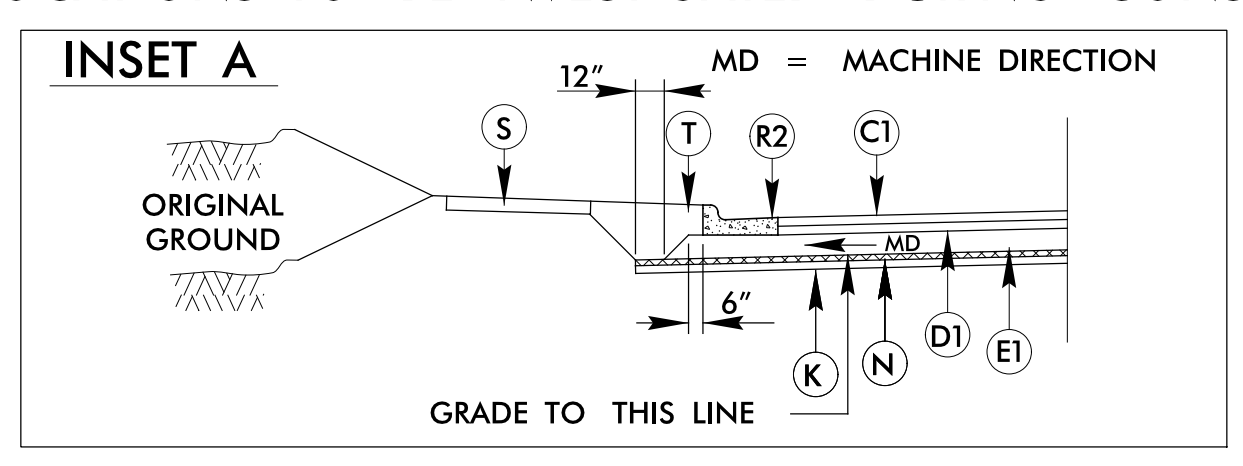 INSET A
MD = MACHINE DIRECTION
12"
S
T
R2
C1
ORIGINAL
GROUND
MD
6"
K
N
D1
E1
GRADE TO THIS LINE